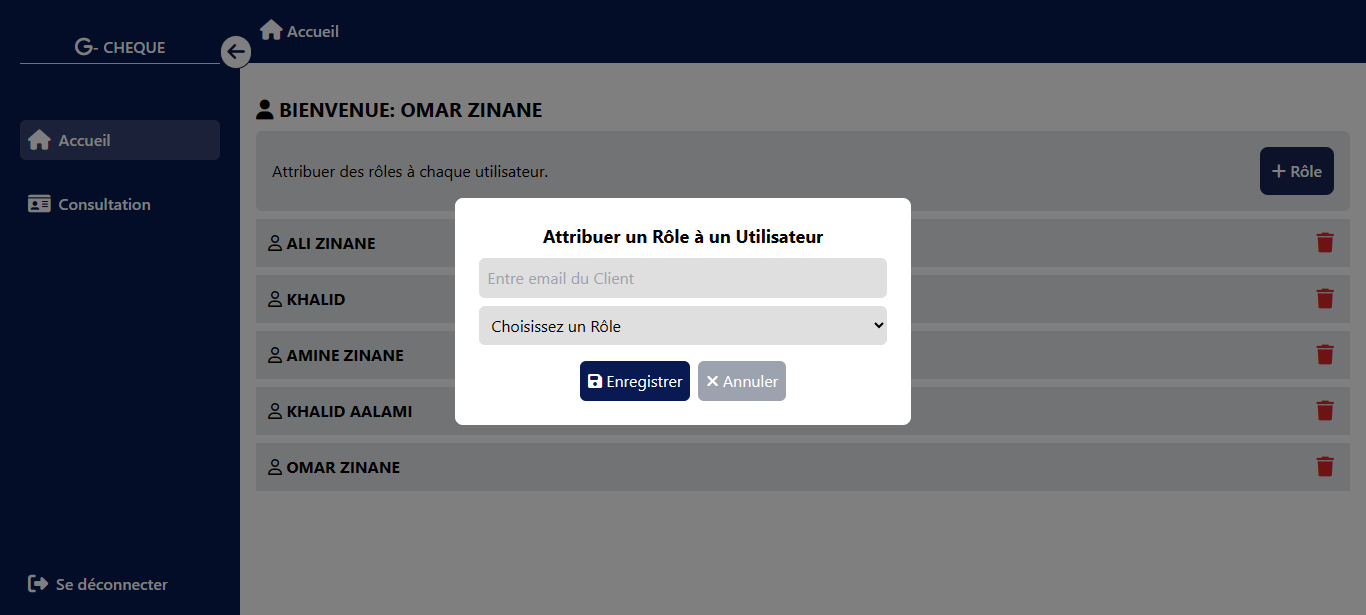 G- CHEQUE
Accueil
Accueil
Consultation
Se déconnecter
BIENVENUE: OMAR ZINANE
Attribuer des rôles à chaque utilisateur.
+ Rôle
ALI ZINANE
KHALID
AMINE ZINANE
KHALID AALAMI
OMAR ZINANE
Attribuer un Rôle à un Utilisateur
Entre email du Client
Choisissez un Rôle
Enregistrer
Annuler